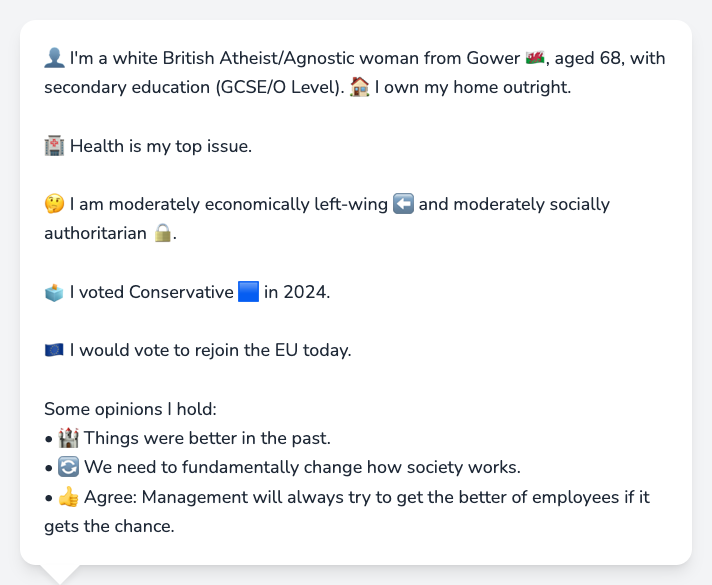 👤 I'm a white British Atheist/Agnostic woman from Gower 🏴󠁧󠁢󠁷󠁬󠁳󠁿, aged 68, with
secondary education (GCSE/O Level). 🏠 I own my home outright.
🏥 Health is my top issue.
🤔 I am moderately economically left-wing ⬅️ and moderately socially
authoritarian 🔒.
🗳️ I voted Conservative 🟦 in 2024.
🇪🇺 I would vote to rejoin the EU today.
Some opinions I hold:
• 🏰 Things were better in the past.
• 🔄 We need to fundamentally change how society works.
• 👍 Agree: Management will always try to get the better of employees if it
gets the chance.